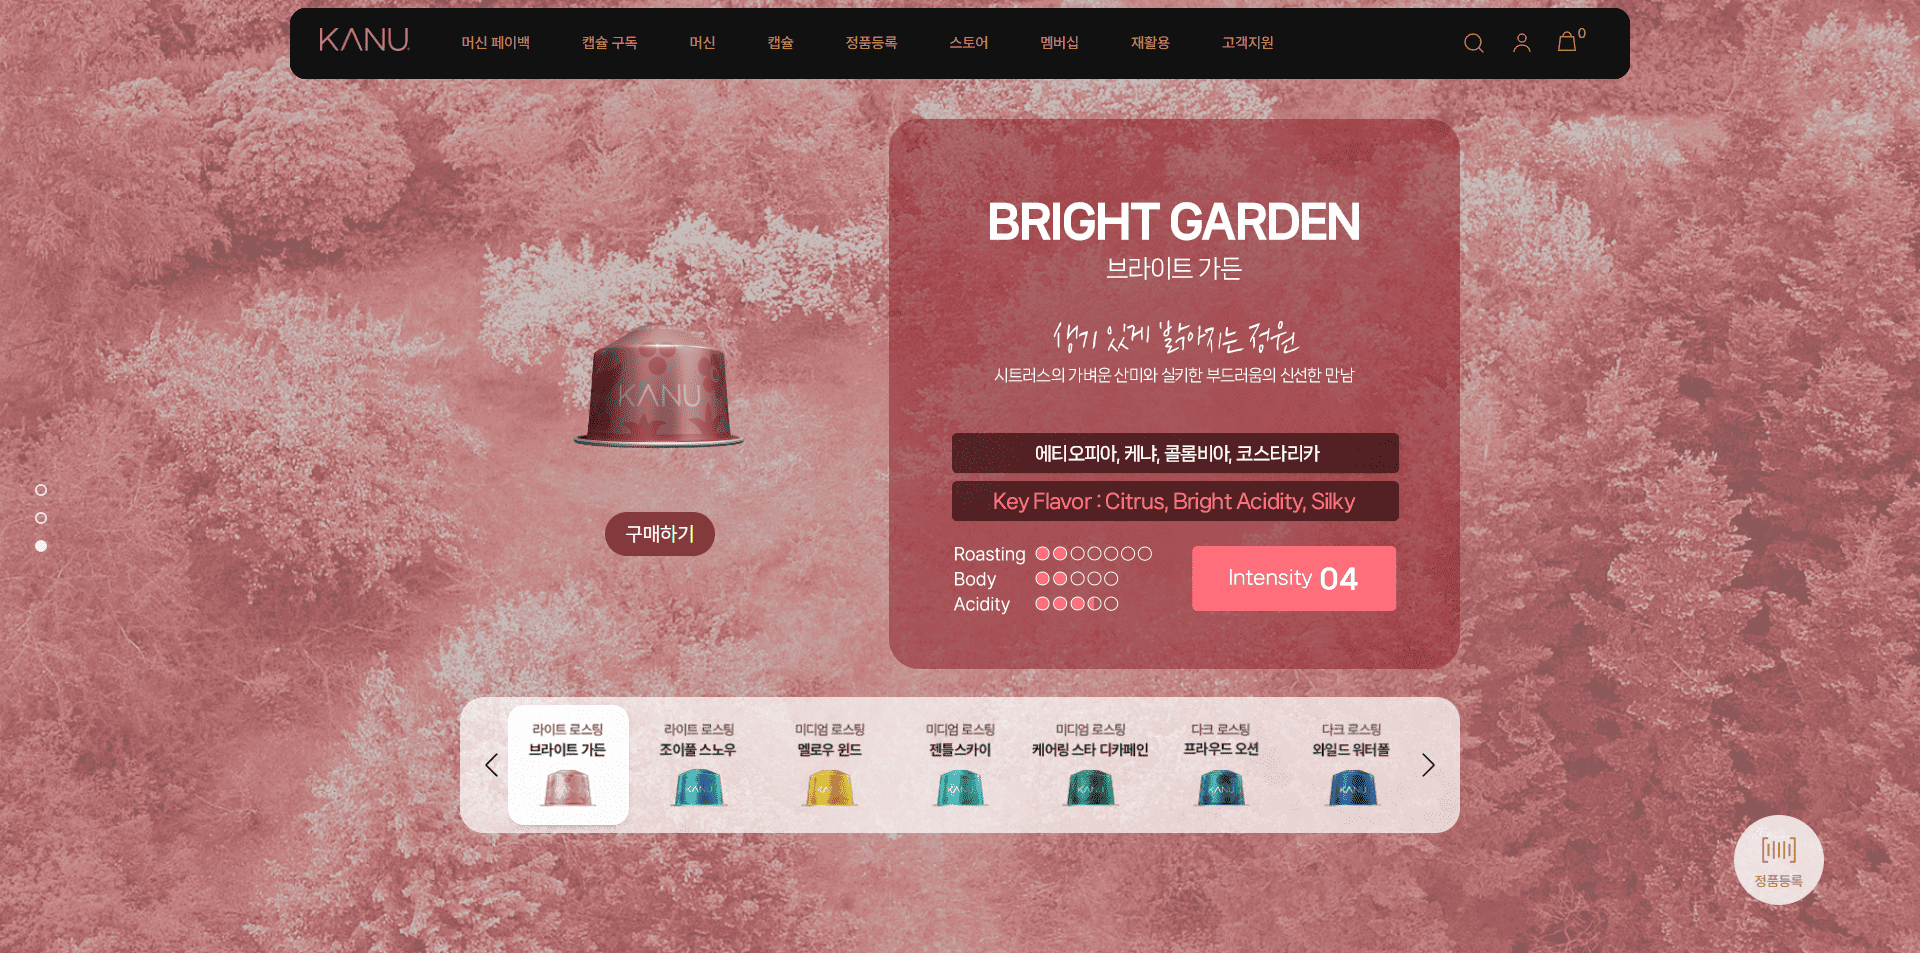 KANU
머신 페이백
캡슐 구독
머신
캡슐
정품등록
스토어
멤버십
재활용
고객지원
0
BRIGHT GARDEN
브라이트 가든
생기 있게 밝아지는 정원
시트러스의 가벼운 산미와 실키한 부드러움의 신선한 만남
에티오피아, 케냐, 콜롬비아, 코스타리카
Key Flavor : Citrus, Bright Acidity, Silky
Roasting
Body
Acidity
Intensity 04
KANU
구매하기
라이트 로스팅
브라이트 가든
라이트 로스팅
조이풀 스노우
KANU
미디엄 로스팅
멜로우 윈드
KANU
미디엄 로스팅
젠틀스카이
KANU
미디엄 로스팅
케어링 스타 디카페인
KANU
다크 로스팅
프라우드 오션
KANU
다크 로스팅
와일드 워터폴
KANU
정품등록